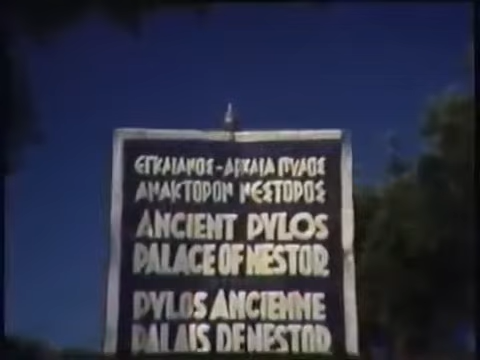 ΕΓΚΛΙΑΝΟΣ-ΑΡΧΑΙΑ ΠΥΛΟΣ
ΑΝΑΚΤΟΡΟΝ ΝΕΣΤΟΡΟΣ
ANCIENT PYLOS
PALACE OF NESTOR
PYLOS ANCIENNE
PALAIS DE NESTOR